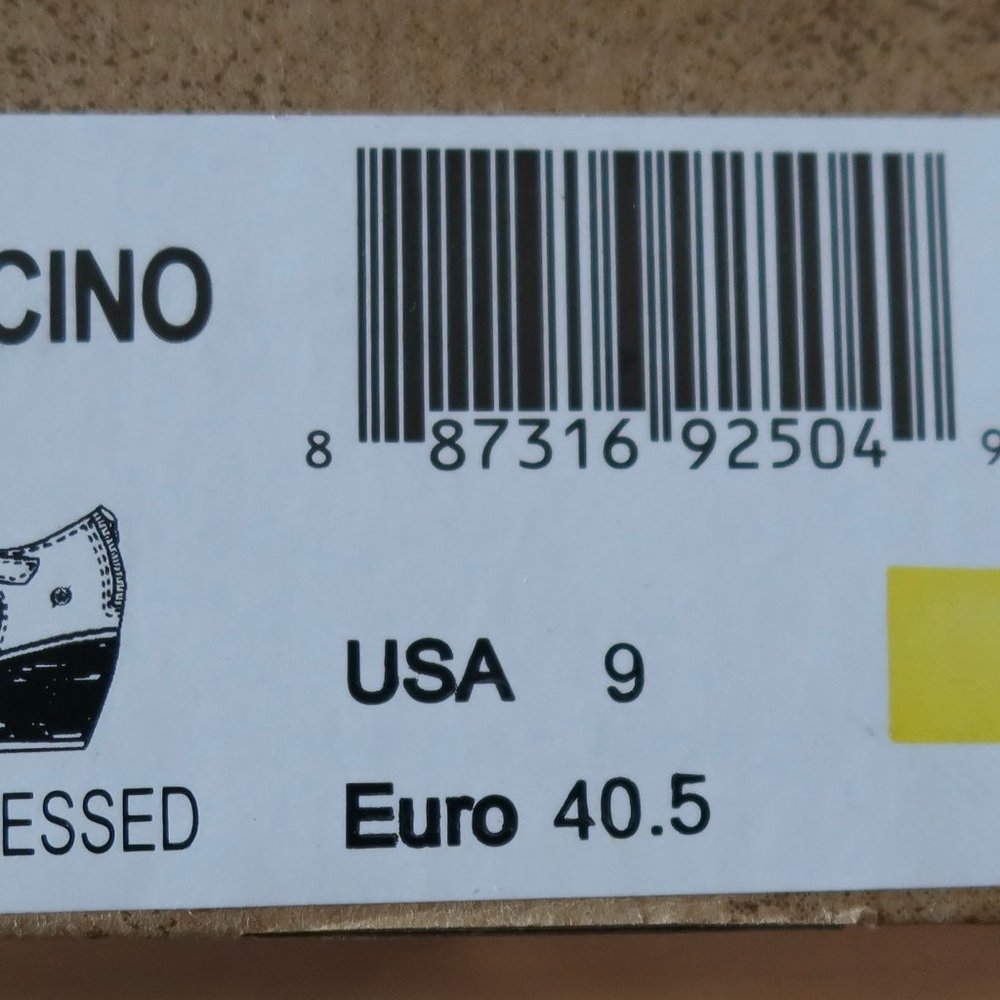 CINO
8 87316 92504 9
USA 9
ESSED
Euro 40.5